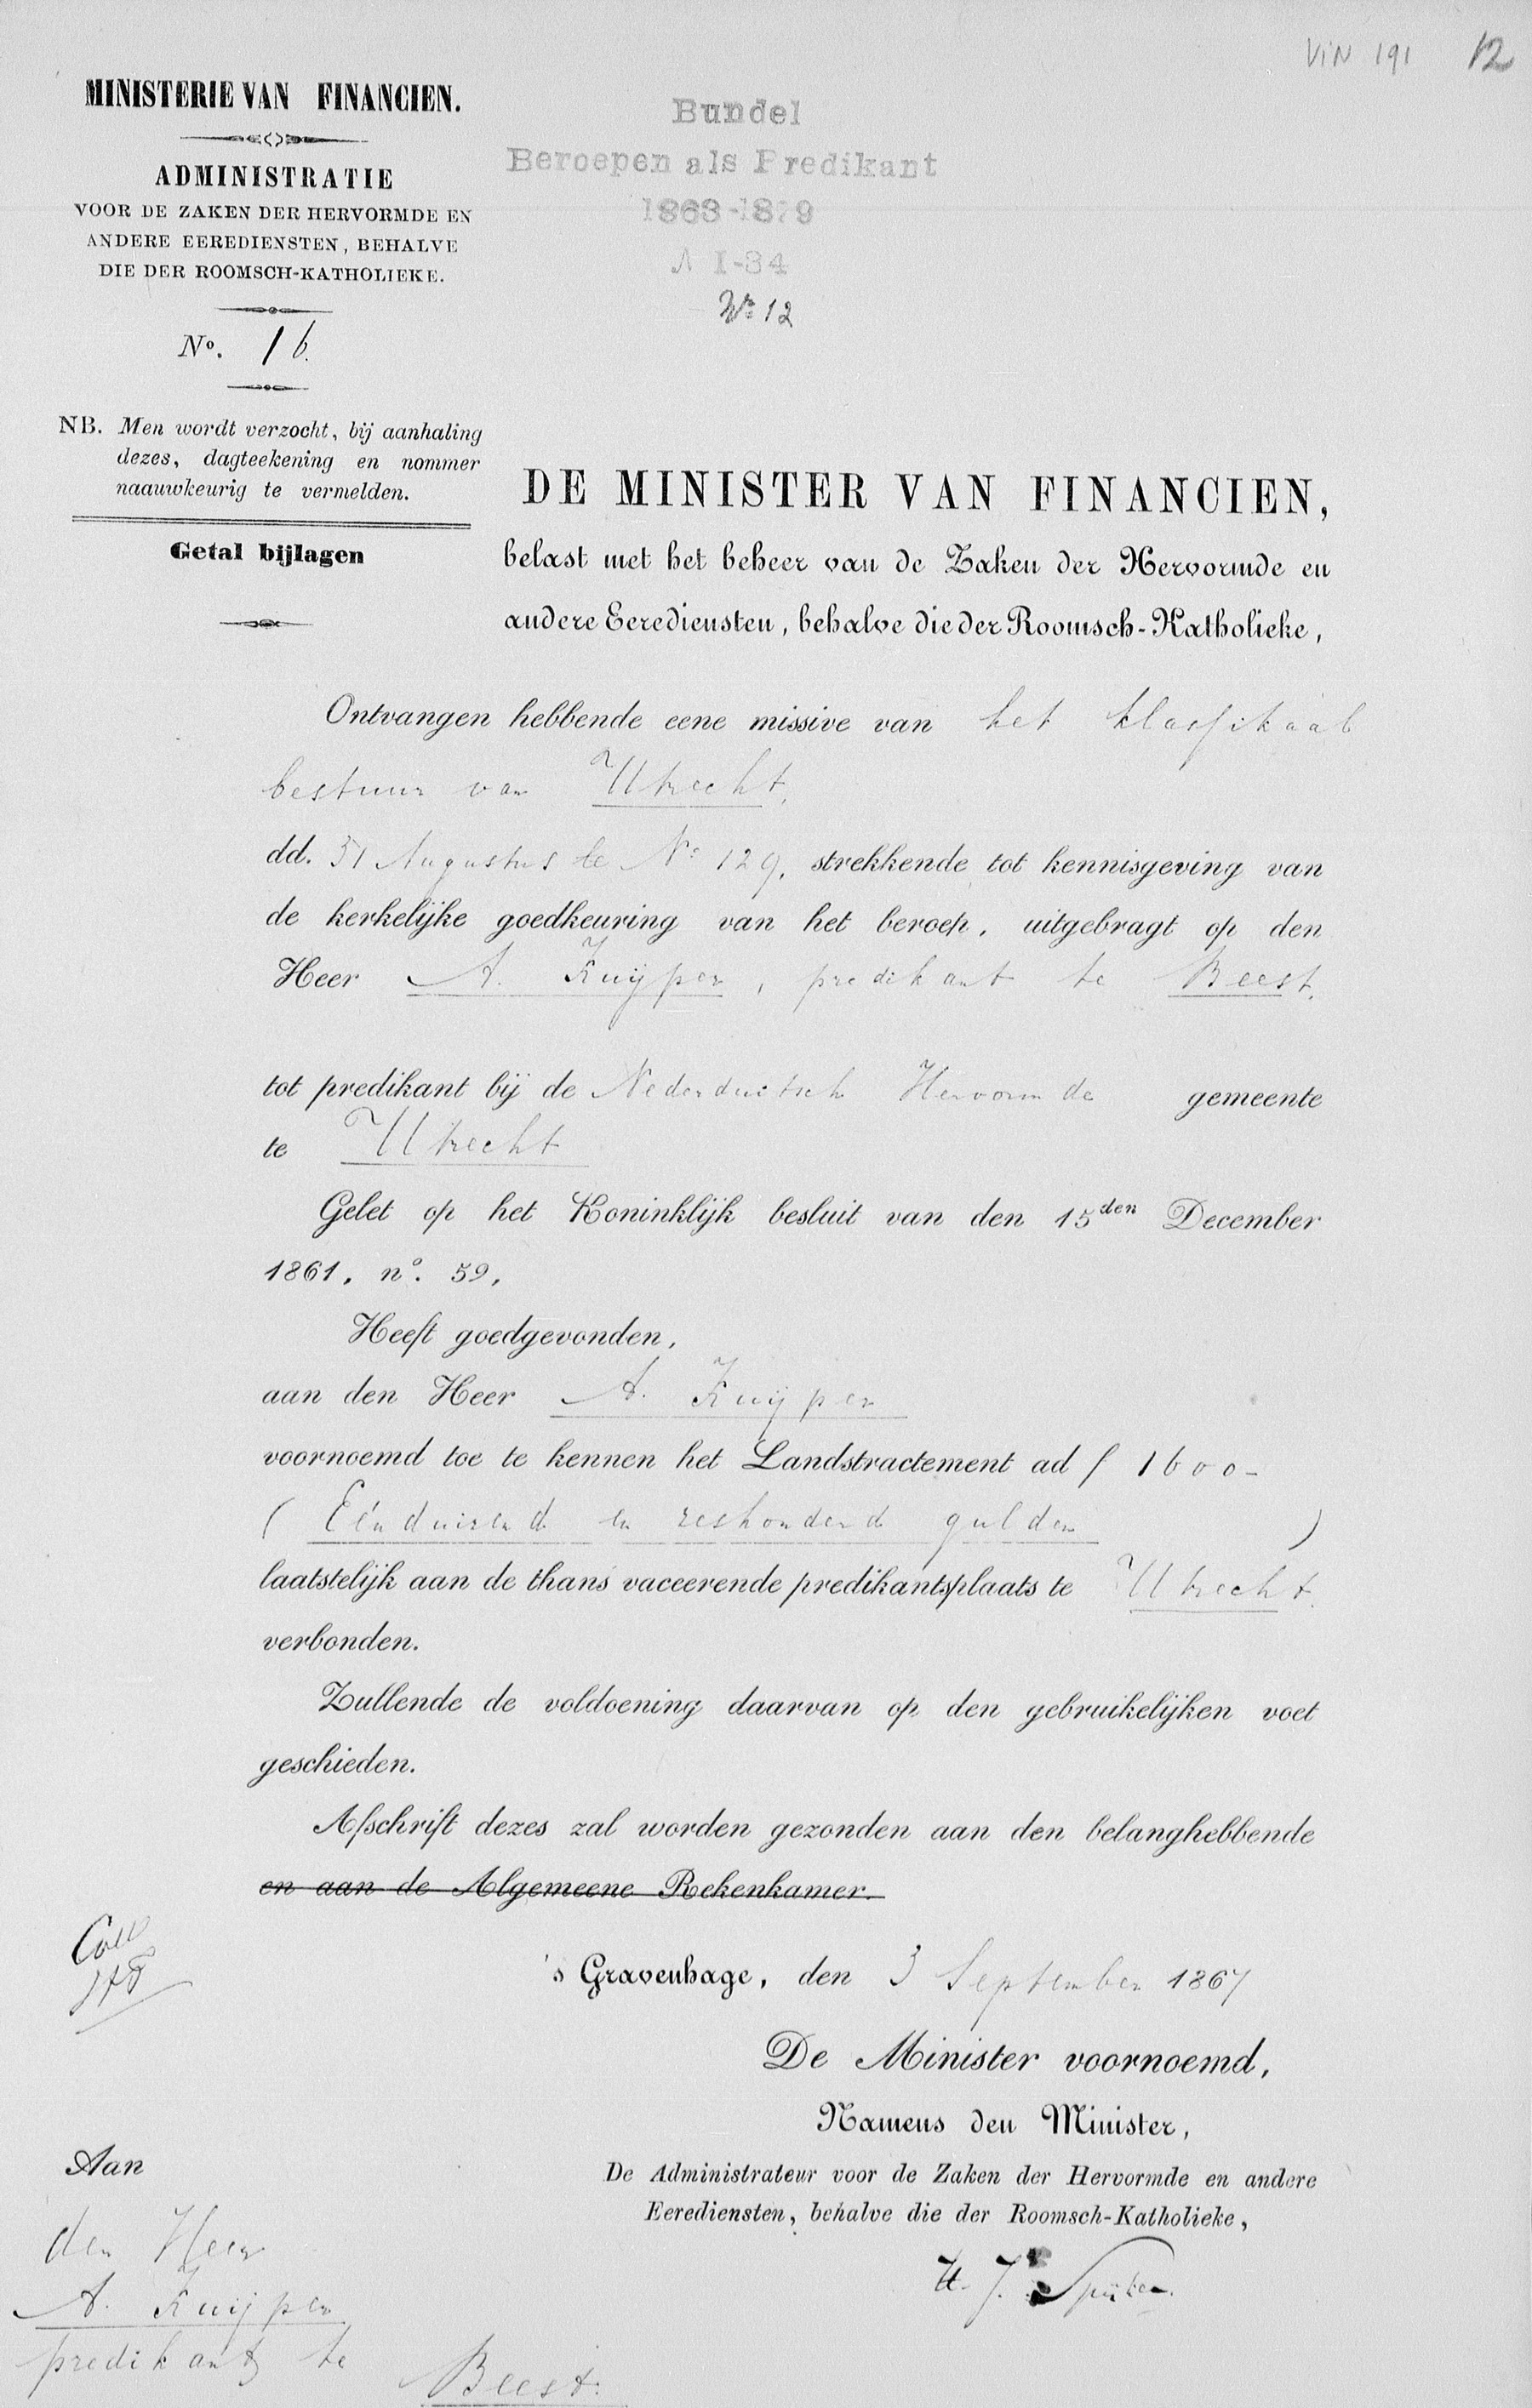 VIN 191 12
MINISTERIE VAN FINANCIEN.
ADMINISTRATIE
VOOR DE ZAKEN DER HERVORMDE EN
ANDERE EEREDIENSTEN, BEHALVE
DIE DER ROOMSCH-KATHOLIEKE.
No. 16.
NB. Men wordt verzocht, bij aanhaling
dezes, dagteekening en nommer
naauwkeurig te vermelden.
Getal bijlagen
Bundel
Beroepen als Predikant
1863-1879
A I-34
No 12
DE MINISTER VAN FINANCIEN,
belast met het beheer van de Zaken der Hervormde en
andere Eerediensten, behalve die der Roomsch-Katholieke,
Ontvangen hebbende eene missive van het klassikaal
bestuur van Utrecht,
dd. 31 Augustus ll No 129, strekkende tot kennisgeving van
de kerkelijke goedkeuring van het beroep, uitgebragt op den
Heer A. Kuijper, predikant te Beest,
tot predikant bij de Nederduitsch Hervormde gemeente
te Utrecht
Gelet op het Koninklijk besluit van den 15den December
1861, no. 59,
Heeft goedgevonden,
aan den Heer A. Kuijper
voornoemd toe te kennen het Landstractement ad f 1600-
( Eénduizend en zeshonderd gulden )
laatstelijk aan de thans vaceerende predikantsplaats te Utrecht.
verbonden.
Zullende de voldoening daarvan op den gebruikelijken voet
geschieden.
Afschrift dezes zal worden gezonden aan den belanghebbende
en aan de Algemeene Rekenkamer.
Coll
's Gravenhage, den 3 September 1867
De Minister voornoemd,
Namens den Minister,
De Administrateur voor de Zaken der Hervormde en andere
Eerediensten, behalve die der Roomsch-Katholieke,
H. J. Spijker.
Aan
den Heer
A. Kuijper
predikant te Beest.